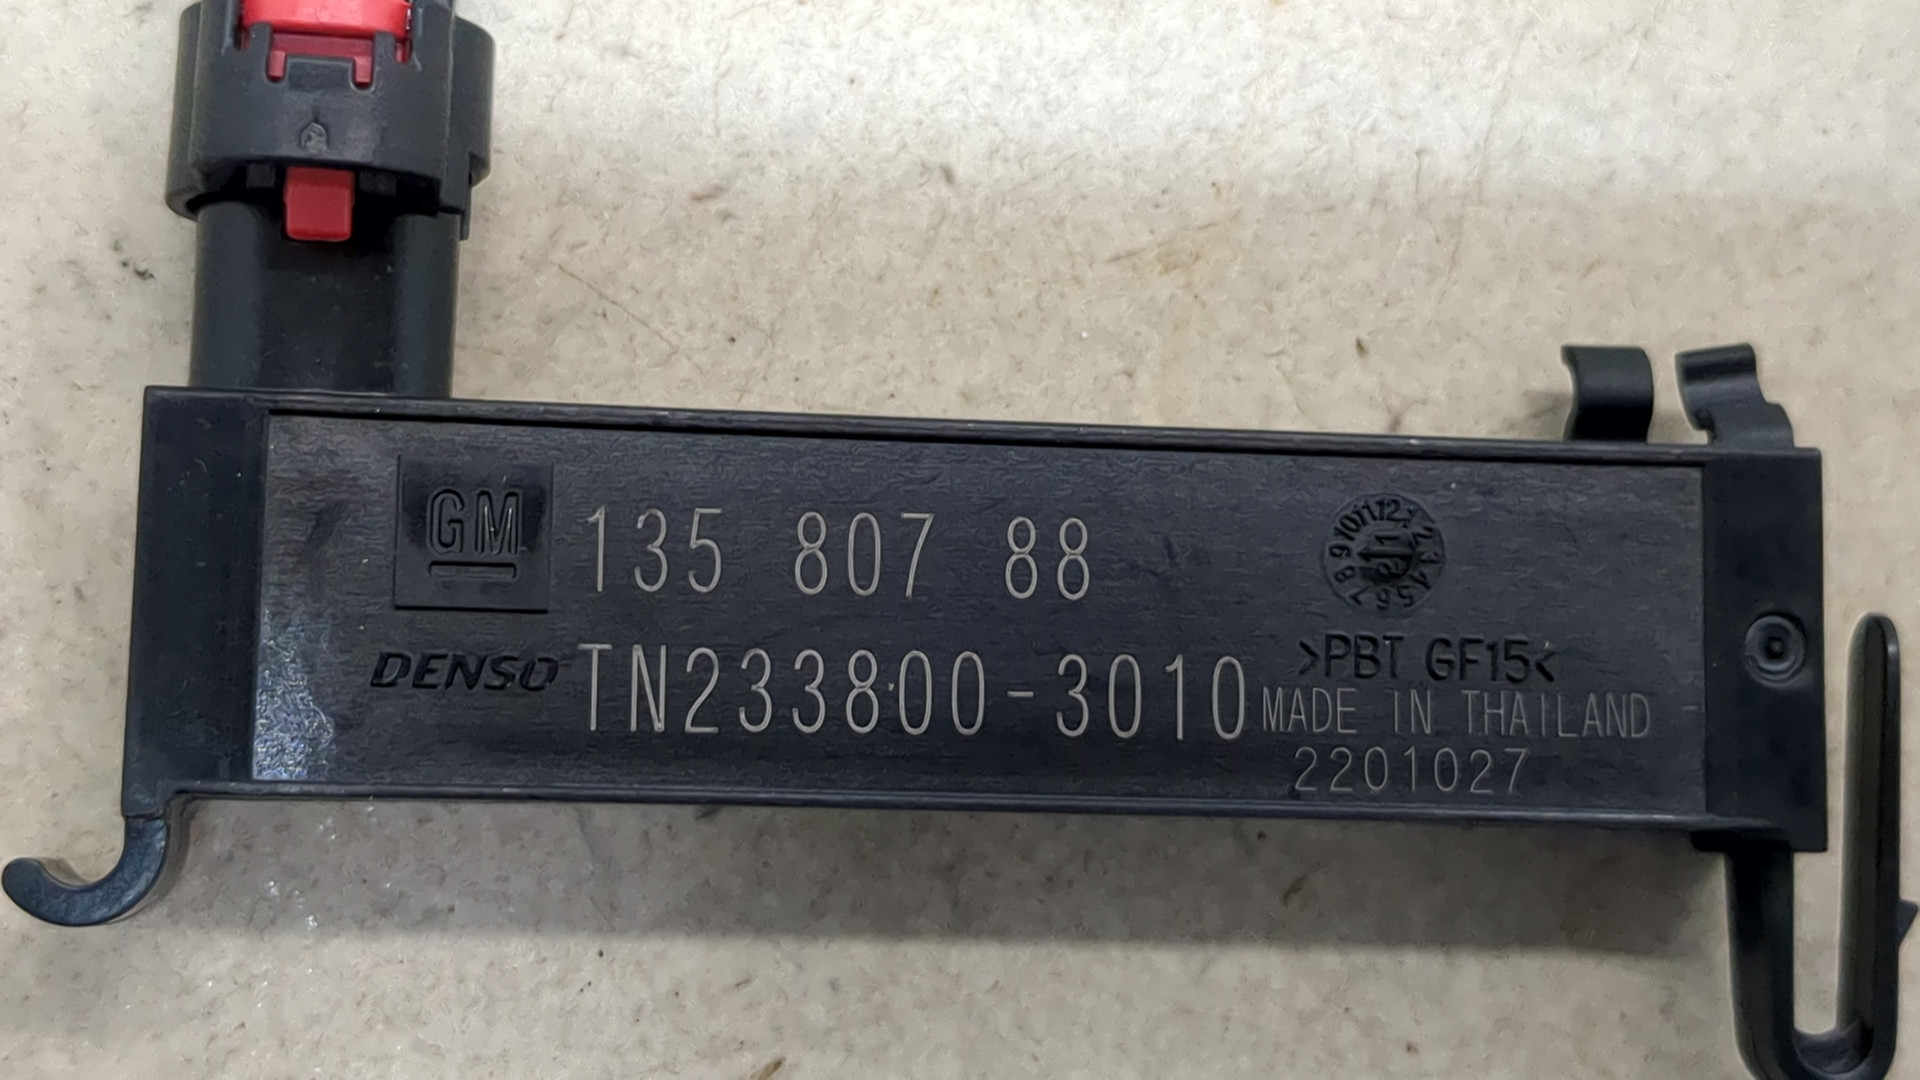 GM 135 807 88
DENSO TN233800-3010
>PBT GF15<
MADE IN THAILAND
2201027